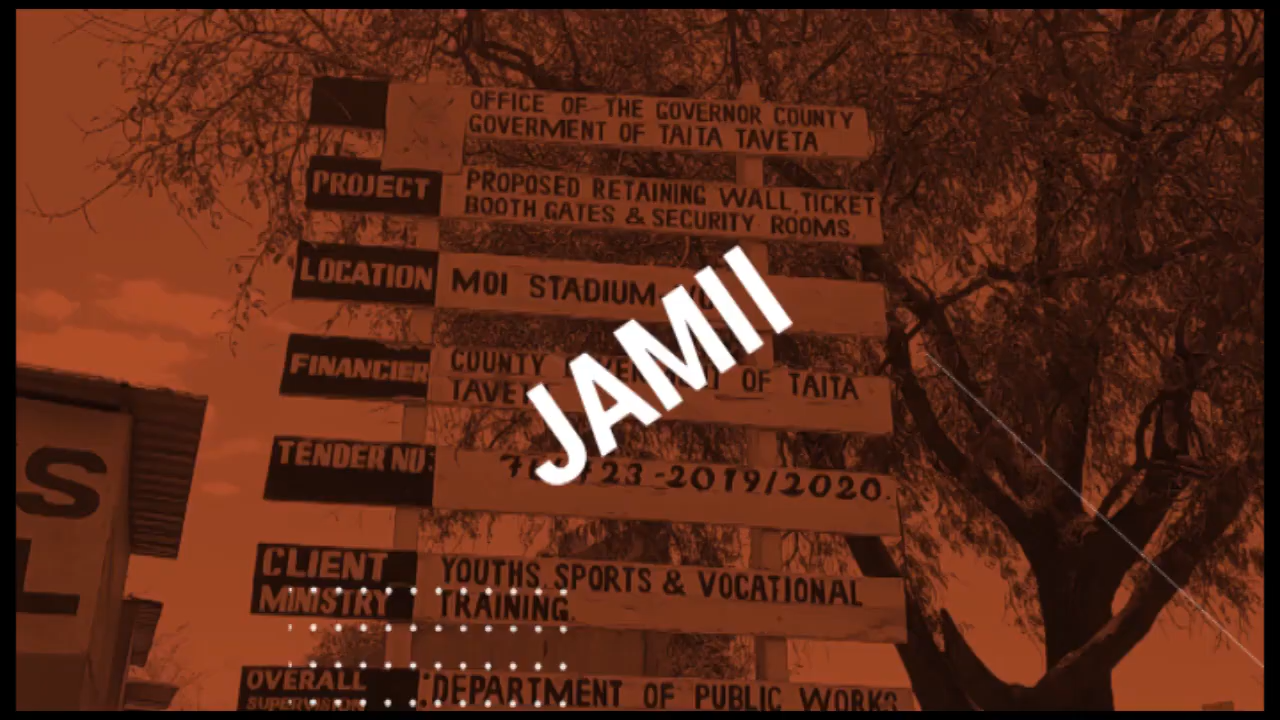 OFFICE OF THE GOVERNOR COUNTY
GOVERMENT OF TAITA TAVETA
PROJECT
PROPOSED RETAINING WALL, TICKET
BOOTH GATES & SECURITY ROOMS.
LOCATION
MOI STADIUM
JAMII
FINANCIER
COUNTY OF TAITA
TENDER NO:
23-2019/2020.
CLIENT
MINISTRY
YOUTHS, SPORTS & VOCATIONAL
TRAINING.
OVERALL
SUPERVISION
:DEPARTMENT OF PUBLIC WORKS
S
L